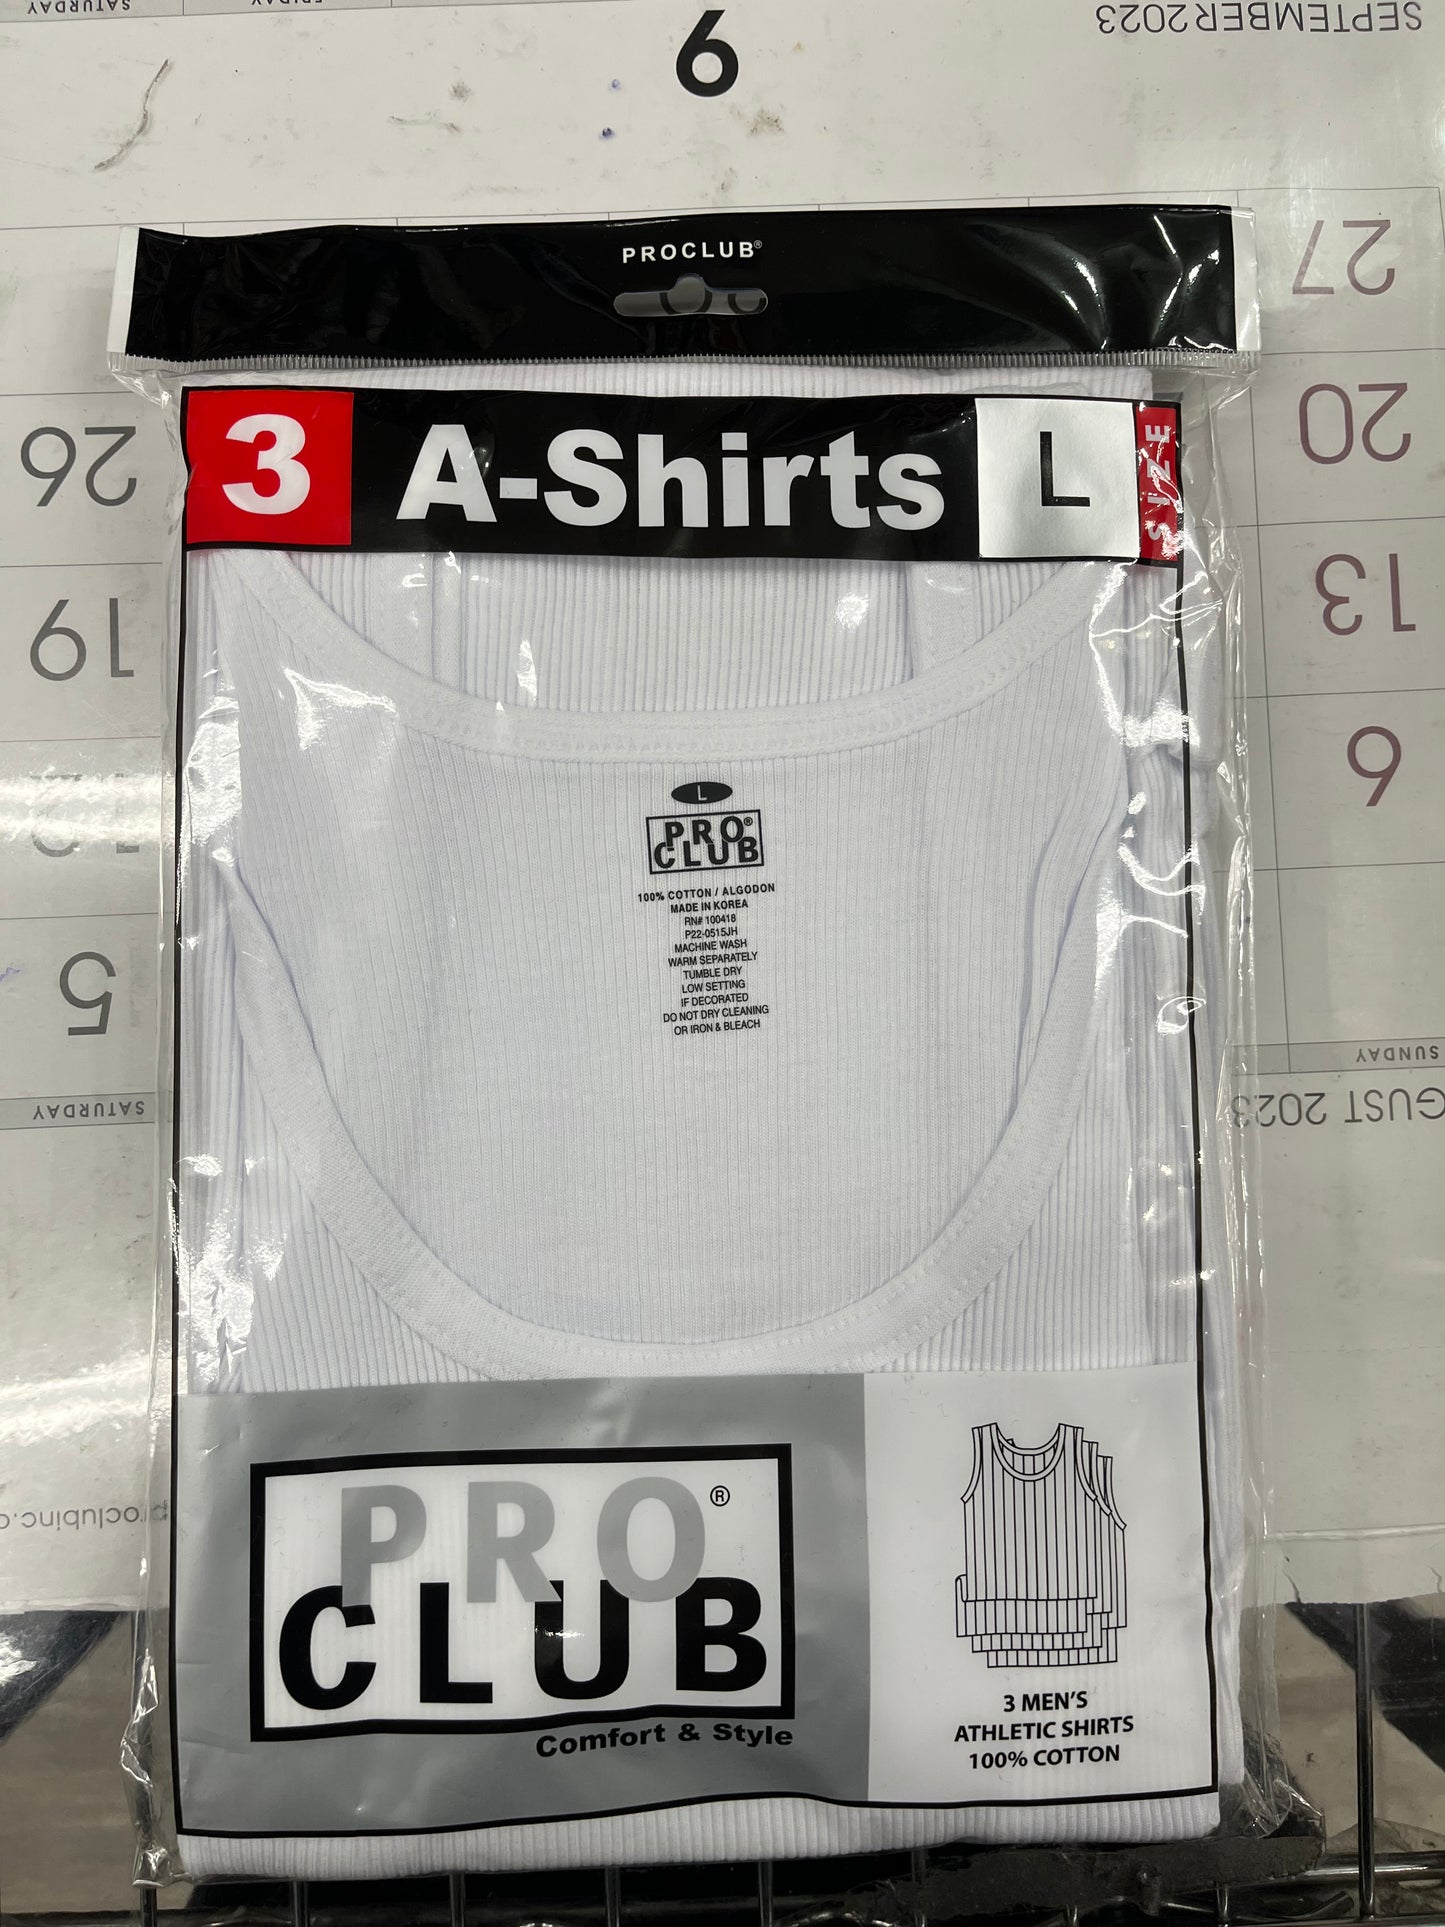 SATURDAY
FRIDAY
6
SEPTEMBER 2023
PROCLUB®
27
3 A-Shirts L SIZE
26
20
19
13
6
L
PRO®
CLUB
100% COTTON / ALGODON
MADE IN KOREA
RN# 100418
P22-0515JH
MACHINE WASH
WARM SEPARATELY
TUMBLE DRY
LOW SETTING
IF DECORATED
DO NOT DRY CLEANING
OR IRON & BLEACH
5
SUNDAY
SATURDAY
GUST 2023
PRO®
CLUB
Comfort & Style
3 MEN'S
ATHLETIC SHIRTS
100% COTTON
proclubinc.c